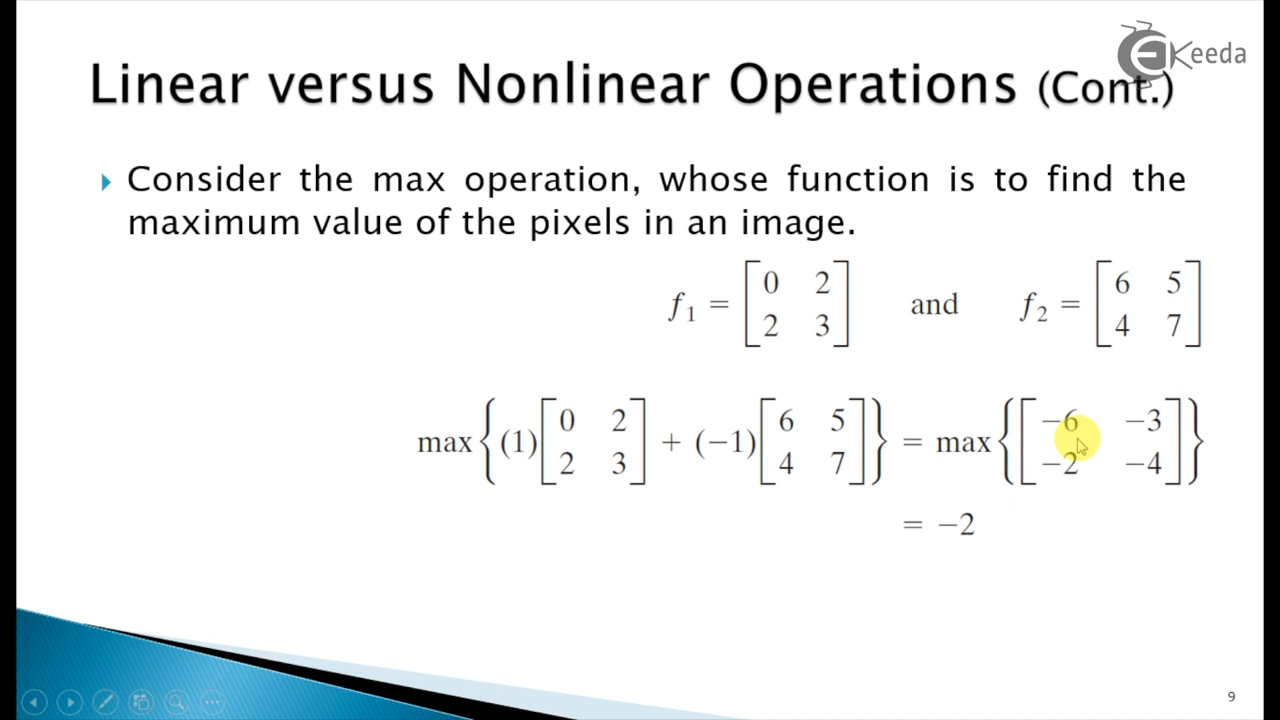 Keeda
Linear versus Nonlinear Operations (Cont.)
Consider the max operation, whose function is to find the
maximum value of the pixels in an image.
f₁ = [0 2; 2 3] and f₂ = [6 5; 4 7]
max{(1)[0 2; 2 3] + (−1)[6 5; 4 7]} = max{[−6 −3; −2 −4]}
= −2
9